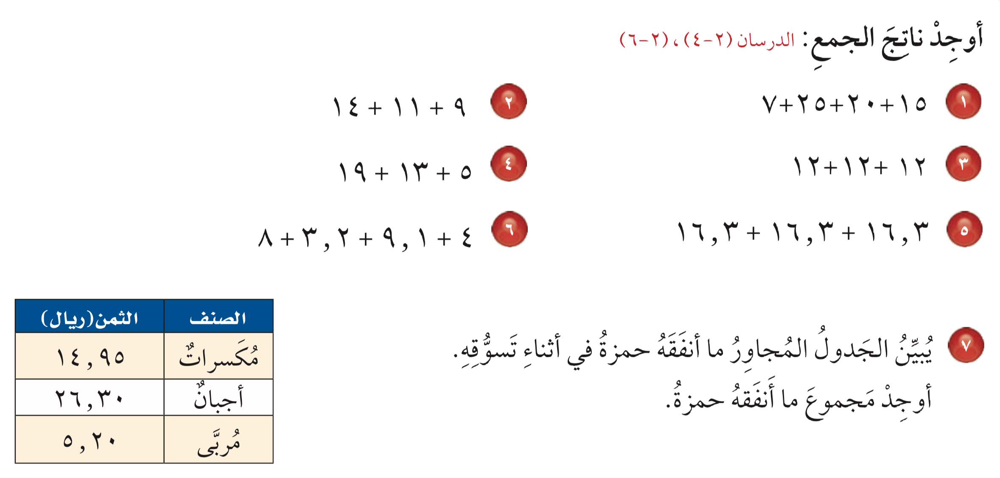 أوجِدْ ناتجَ الجمعِ: الدرسان (٢-٤)، (٢-٦)
١ ٧+٢٥+٢٠+١٥
٢ ١٤ + ١١ + ٩
٣ ١٢+١٢+ ١٢
٤ ١٩ + ١٣ + ٥
٥ ١٦,٣ + ١٦,٣ + ١٦,٣
٦ ٨ + ٣,٢ + ٩,١ + ٤
٧ يُبيِّنُ الجَدولُ المُجاوِرُ ما أنفَقَهُ حمزةُ في أثناءِ تَسوُّقِهِ.
أوجِدْ مَجموعَ ما أَنفَقهُ حمزةُ.
الصنف الثمن(ريال)
مُكَسراتٌ ١٤,٩٥
أجبانٌ ٢٦,٣٠
مُربَّى ٥,٢٠